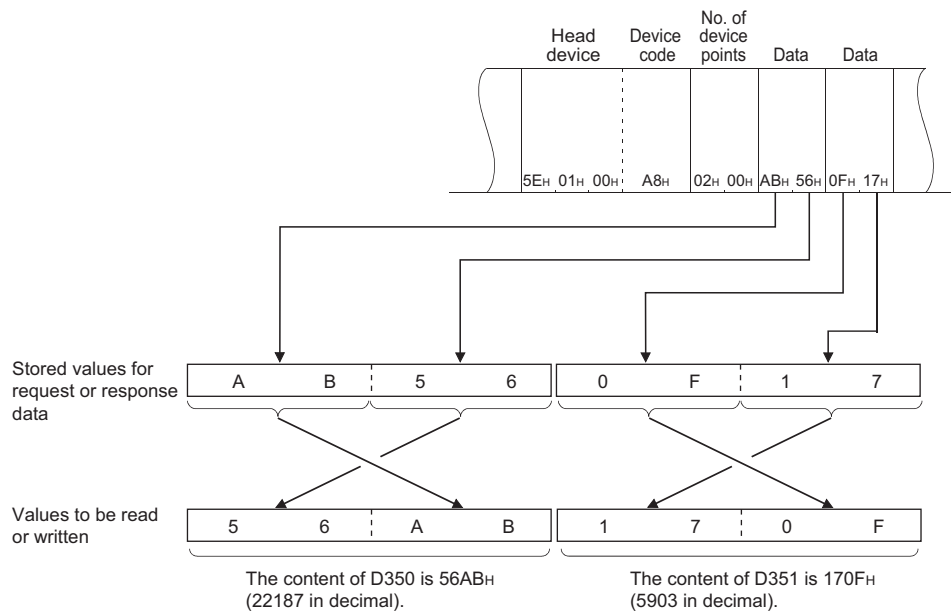 Head device
Device code
No. of device points
Data
Data
5EH 01H 00H A8H 02H 00H ABH 56H 0FH 17H
Stored values for request or response data
A B 5 6 0 F 1 7
Values to be read or written
5 6 A B 1 7 0 F
The content of D350 is 56ABH
(22187 in decimal).
The content of D351 is 170FH
(5903 in decimal).